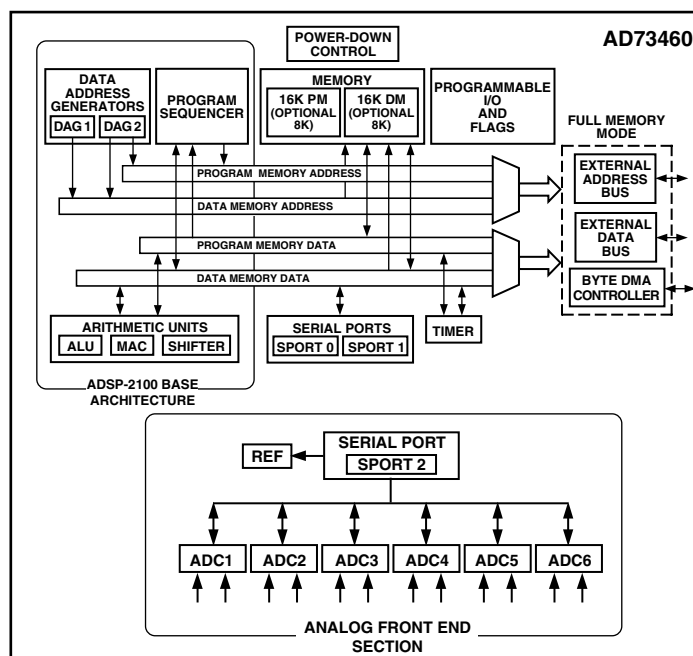 AD73460
POWER-DOWN
CONTROL
DATA
ADDRESS
GENERATORS
DAG 1
DAG 2
PROGRAM
SEQUENCER
MEMORY
16K PM
(OPTIONAL
8K)
16K DM
(OPTIONAL
8K)
PROGRAMMABLE
I/O
AND
FLAGS
FULL MEMORY
MODE
EXTERNAL
ADDRESS
BUS
EXTERNAL
DATA
BUS
BYTE DMA
CONTROLLER
PROGRAM MEMORY ADDRESS
DATA MEMORY ADDRESS
PROGRAM MEMORY DATA
DATA MEMORY DATA
ARITHMETIC UNITS
ALU
MAC
SHIFTER
SERIAL PORTS
SPORT 0
SPORT 1
TIMER
ADSP-2100 BASE
ARCHITECTURE
SERIAL PORT
SPORT 2
REF
ADC1
ADC2
ADC3
ADC4
ADC5
ADC6
ANALOG FRONT END
SECTION